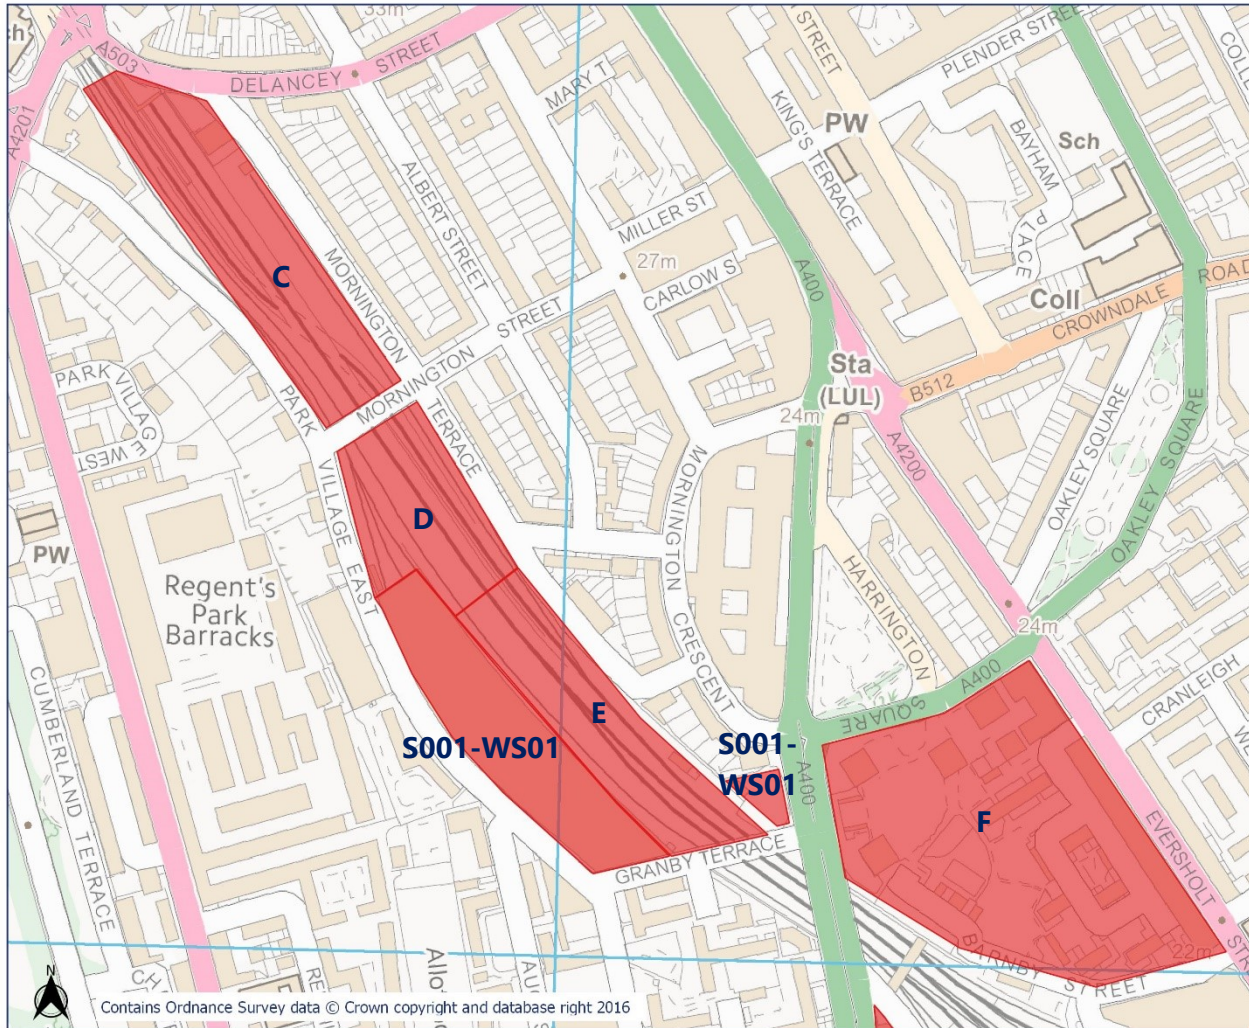 33m
A503
DELANCEY STREET
A4201
MARY T
KING'S TERRACE
STREET
PLENDER STREET
PW
BAYHAM PLACE
Sch
ALBERT STREET
MILLER ST
27m
CARLOW S
A400
C
MORNINGTON TERRACE
MORNINGTON STREET
Coll
CROWNDALE ROAD
B512
Sta
(LUL)
24m
A4200
PARK VILLAGE WEST
PARK VILLAGE EAST
OAKLEY SQUARE
OAKLEY SQUARE
PW
D
MORNINGTON CRESCENT
HARRINGTON SQUARE
Regent's
Park
Barracks
24m
A400
CRANLEIGH
CUMBERLAND TERRACE
E
S001-WS01
S001-
WS01
A400
F
EVERSHOLT
GRANBY TERRACE
BARNBY STREET
22m
N
Contains Ordnance Survey data © Crown copyright and database right 2016